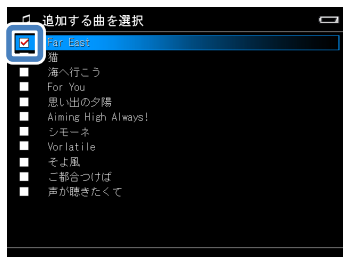 追加する曲を選択
Far East
猫
海へ行こう
For You
思い出の夕陽
Aiming High Always!
シモーネ
Vorlatile
そよ風
ご都合つけば
声が聴きたくて